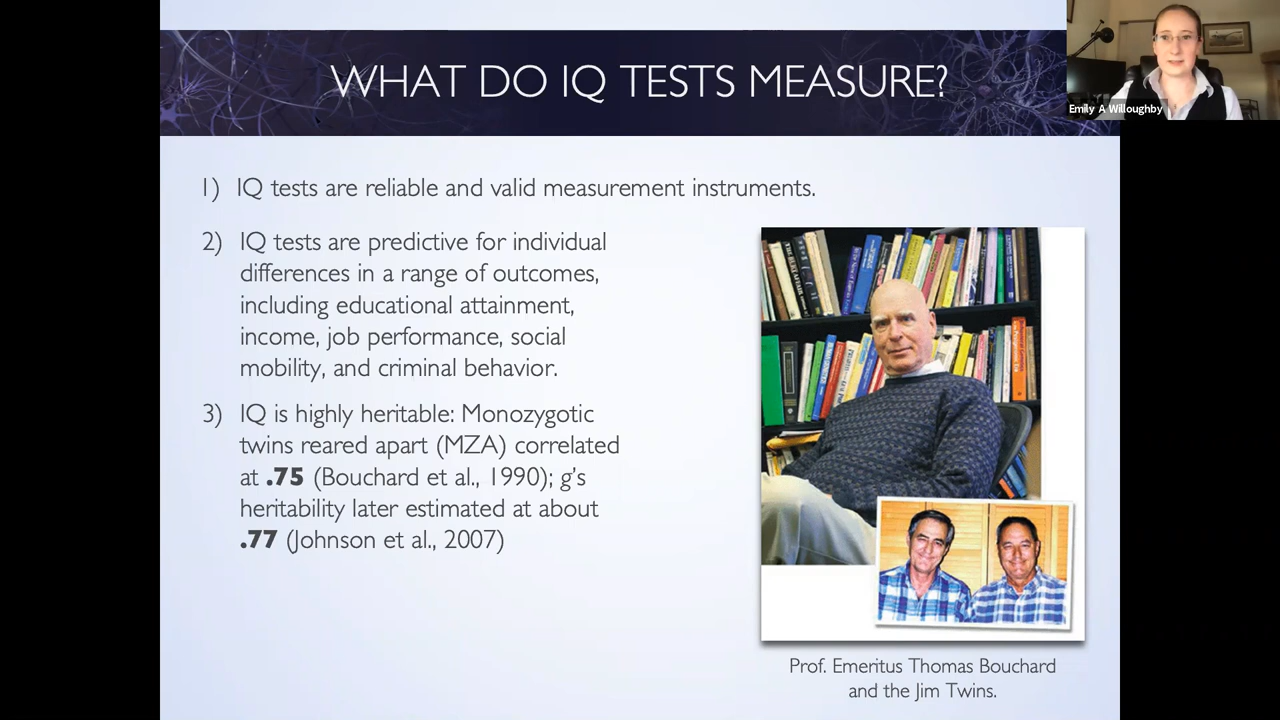 WHAT DO IQ TESTS MEASURE?
Emily A Willoughby
1) IQ tests are reliable and valid measurement instruments.
2) IQ tests are predictive for individual
differences in a range of outcomes,
including educational attainment,
income, job performance, social
mobility, and criminal behavior.
3) IQ is highly heritable: Monozygotic
twins reared apart (MZA) correlated
at .75 (Bouchard et al., 1990); g's
heritability later estimated at about
.77 (Johnson et al., 2007)
Prof. Emeritus Thomas Bouchard
and the Jim Twins.